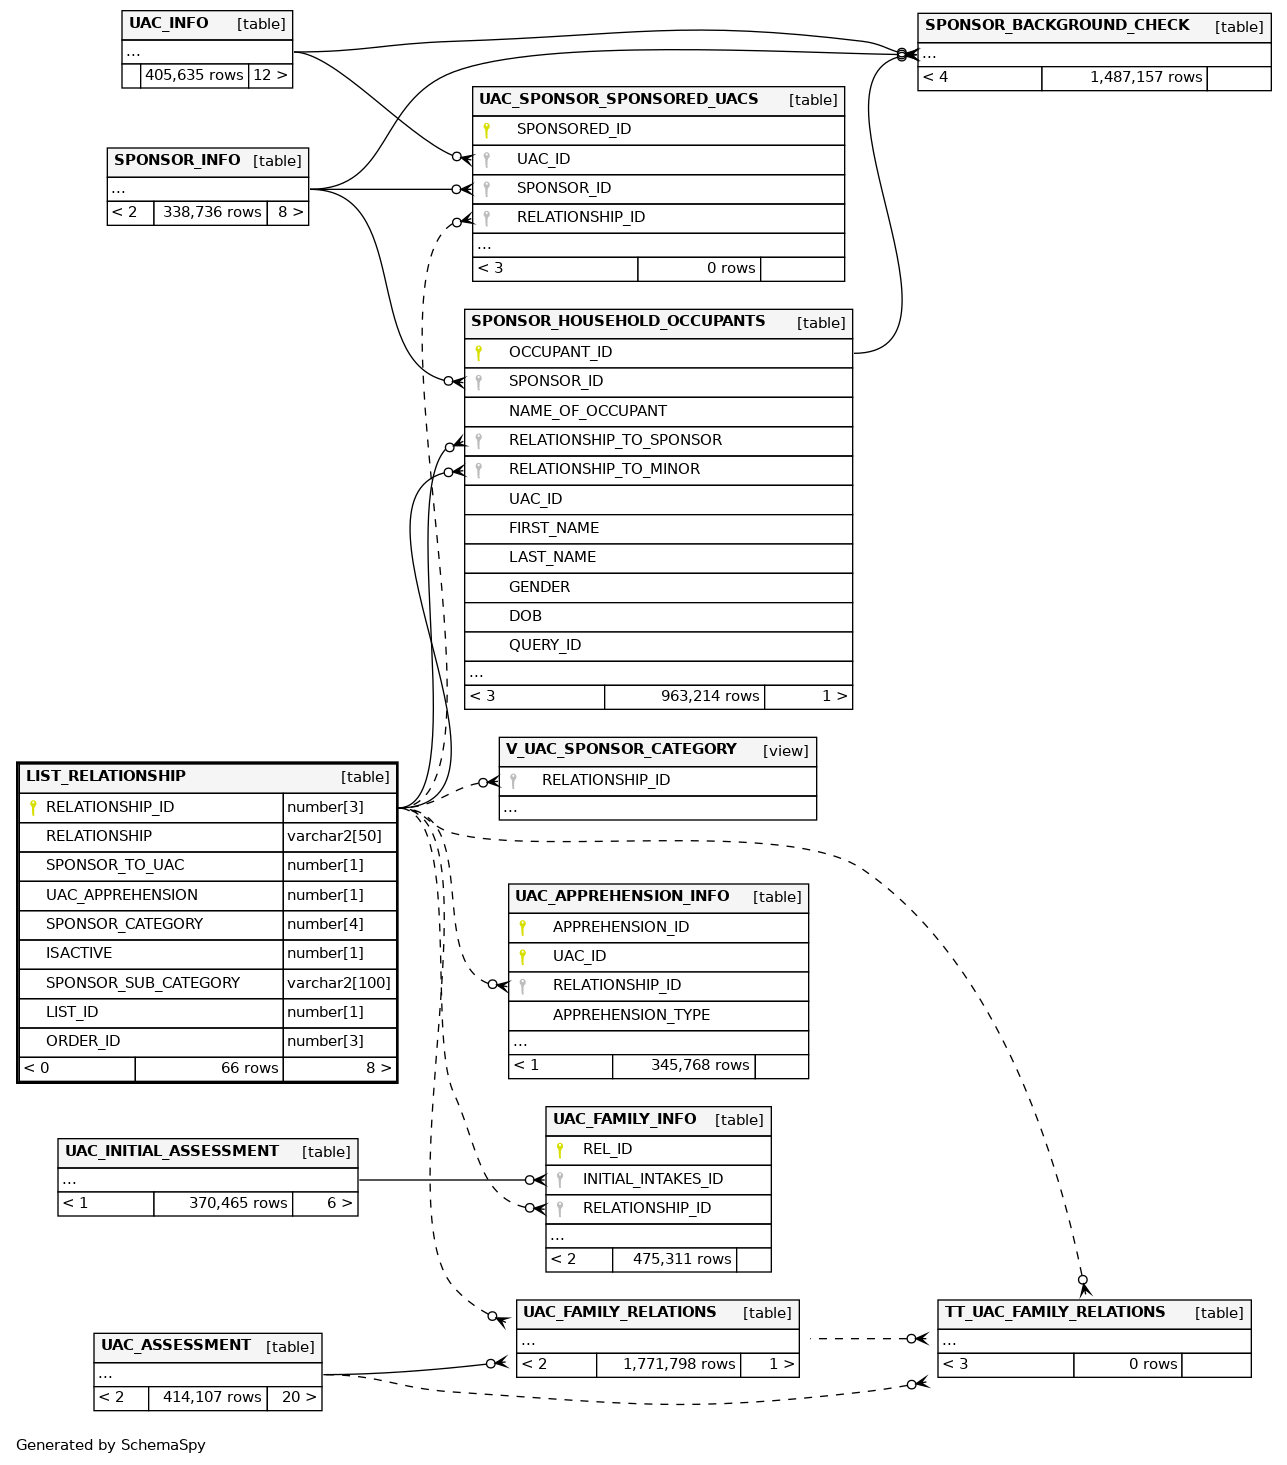 UAC_INFO [table]
...
405,635 rows 12 >
SPONSOR_BACKGROUND_CHECK [table]
...
< 4 1,487,157 rows
UAC_SPONSOR_SPONSORED_UACS [table]
SPONSORED_ID
UAC_ID
SPONSOR_ID
RELATIONSHIP_ID
...
< 3 0 rows
SPONSOR_INFO [table]
...
< 2 338,736 rows 8 >
SPONSOR_HOUSEHOLD_OCCUPANTS [table]
OCCUPANT_ID
SPONSOR_ID
NAME_OF_OCCUPANT
RELATIONSHIP_TO_SPONSOR
RELATIONSHIP_TO_MINOR
UAC_ID
FIRST_NAME
LAST_NAME
GENDER
DOB
QUERY_ID
...
< 3 963,214 rows 1 >
V_UAC_SPONSOR_CATEGORY [view]
RELATIONSHIP_ID
...
LIST_RELATIONSHIP [table]
RELATIONSHIP_ID number[3]
RELATIONSHIP varchar2[50]
SPONSOR_TO_UAC number[1]
UAC_APPREHENSION number[1]
SPONSOR_CATEGORY number[4]
ISACTIVE number[1]
SPONSOR_SUB_CATEGORY varchar2[100]
LIST_ID number[1]
ORDER_ID number[3]
< 0 66 rows 8 >
UAC_APPREHENSION_INFO [table]
APPREHENSION_ID
UAC_ID
RELATIONSHIP_ID
APPREHENSION_TYPE
...
< 1 345,768 rows
UAC_FAMILY_INFO [table]
REL_ID
INITIAL_INTAKES_ID
RELATIONSHIP_ID
...
< 2 475,311 rows
UAC_INITIAL_ASSESSMENT [table]
...
< 1 370,465 rows 6 >
UAC_FAMILY_RELATIONS [table]
...
< 2 1,771,798 rows 1 >
TT_UAC_FAMILY_RELATIONS [table]
...
< 3 0 rows
UAC_ASSESSMENT [table]
...
< 2 414,107 rows 20 >
Generated by SchemaSpy